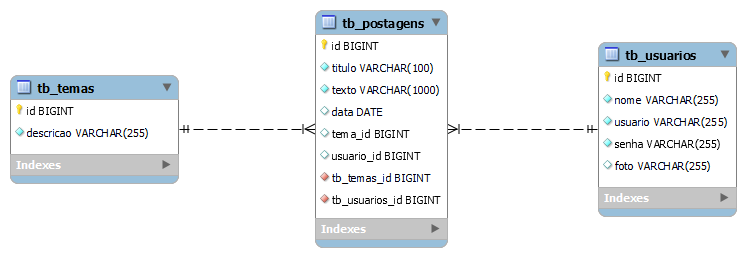 tb_temas
id BIGINT
descricao VARCHAR(255)
Indexes
tb_postagens
id BIGINT
titulo VARCHAR(100)
texto VARCHAR(1000)
data DATE
tema_id BIGINT
usuario_id BIGINT
tb_temas_id BIGINT
tb_usuarios_id BIGINT
Indexes
tb_usuarios
id BIGINT
nome VARCHAR(255)
usuario VARCHAR(255)
senha VARCHAR(255)
foto VARCHAR(255)
Indexes